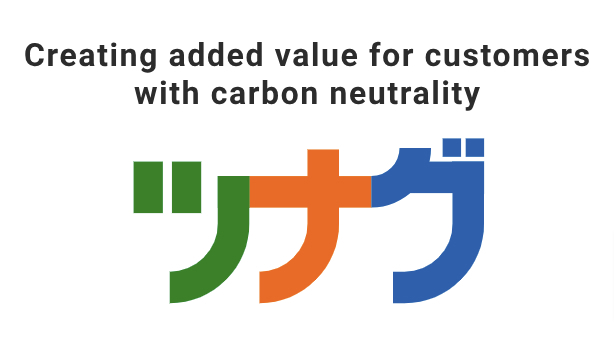 Creating added value for customers
with carbon neutrality
ツナグ